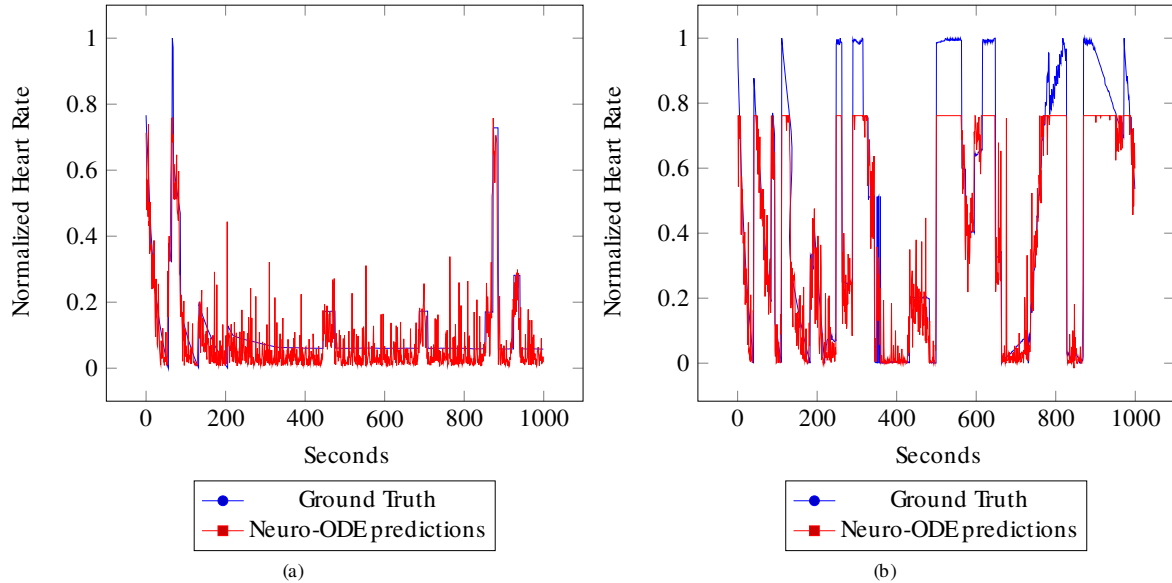 1
0.8
0.6
0.4
0.2
0
Normalized Heart Rate
0 200 400 600 800 1000
Seconds
Ground Truth
Neuro-ODE predictions
(a)
1
0.8
0.6
0.4
0.2
0
Normalized Heart Rate
0 200 400 600 800 1000
Seconds
Ground Truth
Neuro-ODE predictions
(b)